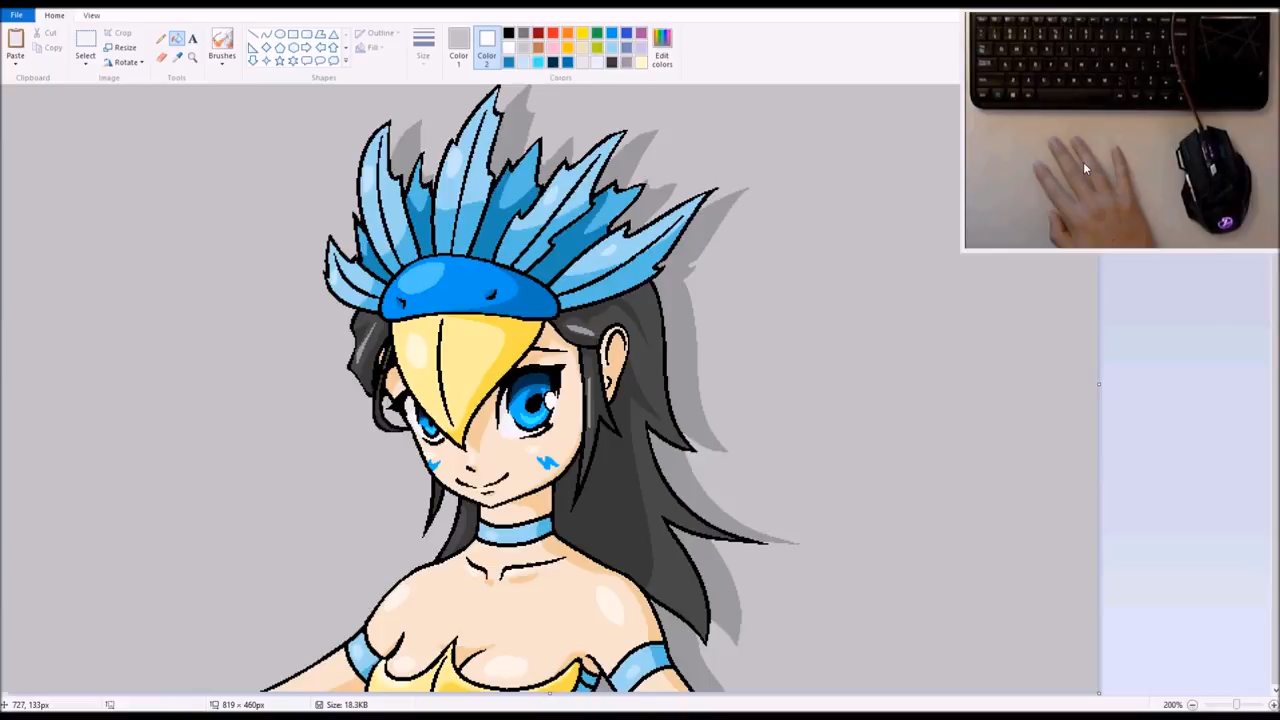 File Home View
Cut
Copy
Paste
Clipboard
Select
Crop
Resize
Rotate
Image
A
Tools
Brushes
Outline
Fill
Shapes
Size
Color 1
Color 2
Edit colors
Colors
727, 133px
819 × 460px
Size: 18.3KB
200%